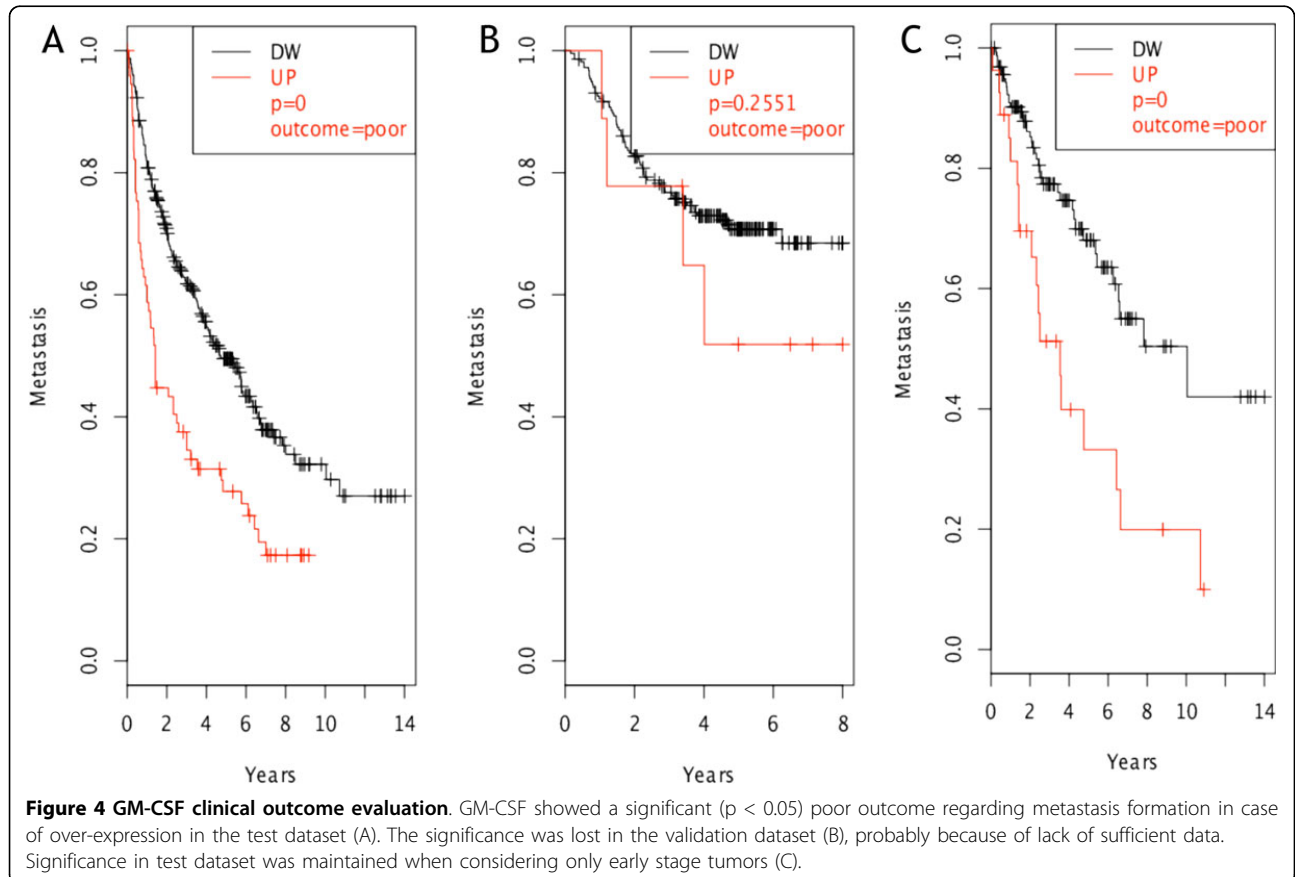 A
DW
UP
p=0
outcome=poor
Metastasis
1.0
0.8
0.6
0.4
0.2
0.0
0 2 4 6 8 10 14
Years
B
DW
UP
p=0.2551
outcome=poor
Metastasis
1.0
0.8
0.6
0.4
0.2
0.0
0 2 4 6 8
Years
C
DW
UP
p=0
outcome=poor
Metastasis
1.0
0.8
0.6
0.4
0.2
0.0
0 2 4 6 8 10 14
Years
Figure 4 GM-CSF clinical outcome evaluation. GM-CSF showed a significant (p < 0.05) poor outcome regarding metastasis formation in case
of over-expression in the test dataset (A). The significance was lost in the validation dataset (B), probably because of lack of sufficient data.
Significance in test dataset was maintained when considering only early stage tumors (C).